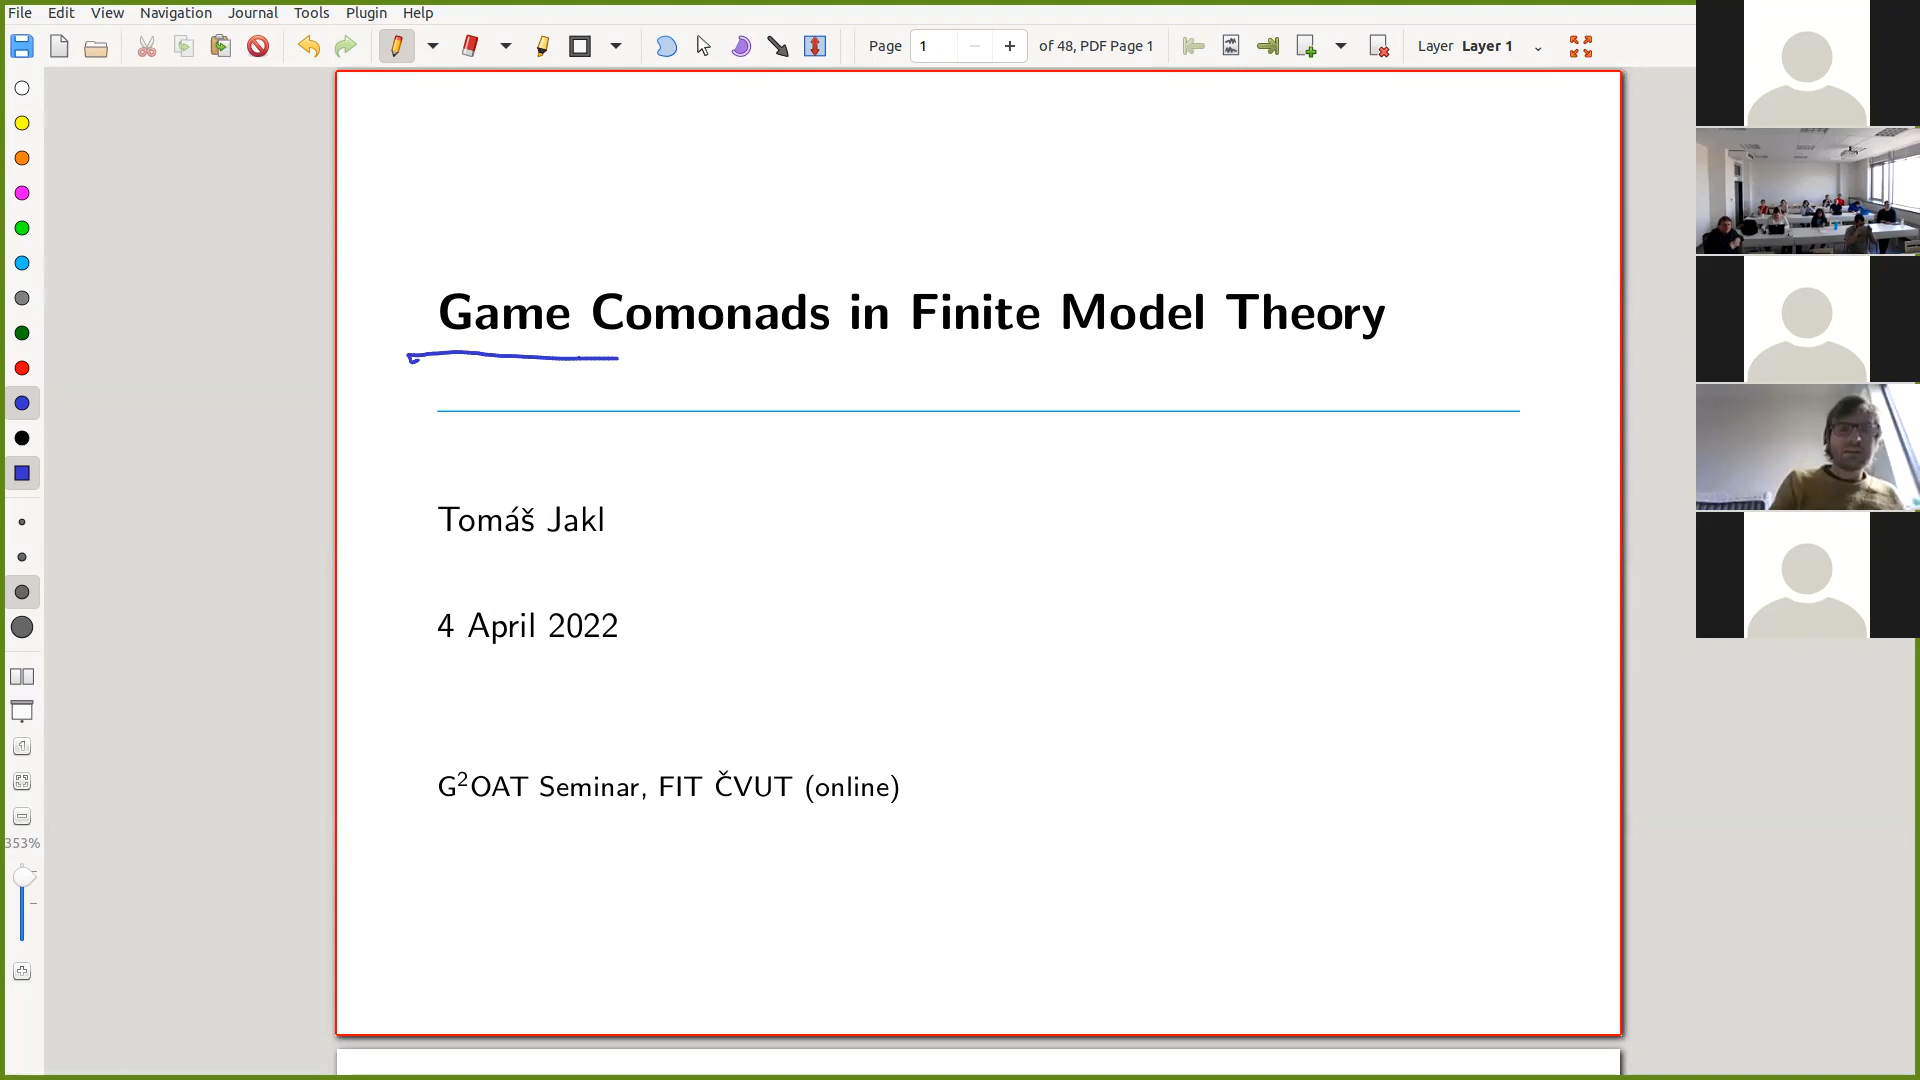 File Edit View Navigation Journal Tools Plugin Help
Page 1 of 48, PDF Page 1 Layer Layer 1
Game Comonads in Finite Model Theory
Tomáš Jakl
4 April 2022
G²OAT Seminar, FIT ČVUT (online)
353%